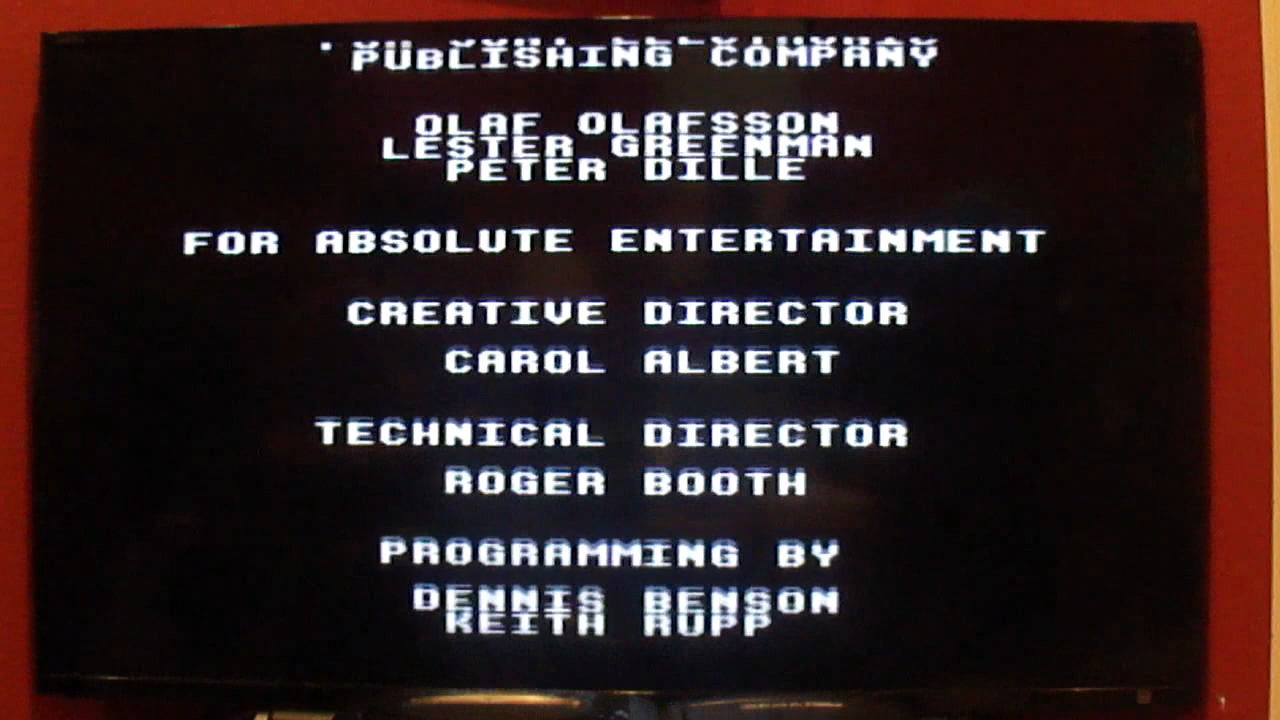 PUBLISHING COMPANY
OLAF OLAFSSON
LESTER GREENMAN
PETER DILLE
FOR ABSOLUTE ENTERTAINMENT
CREATIVE DIRECTOR
CAROL ALBERT
TECHNICAL DIRECTOR
ROGER BOOTH
PROGRAMMING BY
DENNIS BENSON
KEITH RUPP